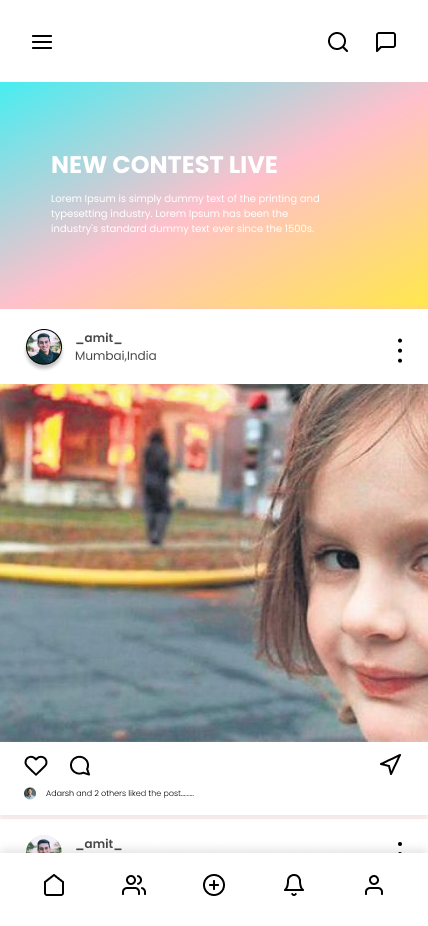 NEW CONTEST LIVE
Lorem Ipsum is simply dummy text of the printing and
typesetting industry. Lorem Ipsum has been the
industry's standard dummy text ever since the 1500s.
_amit_
Mumbai,India
Adarsh and 2 others liked the post........
_amit_